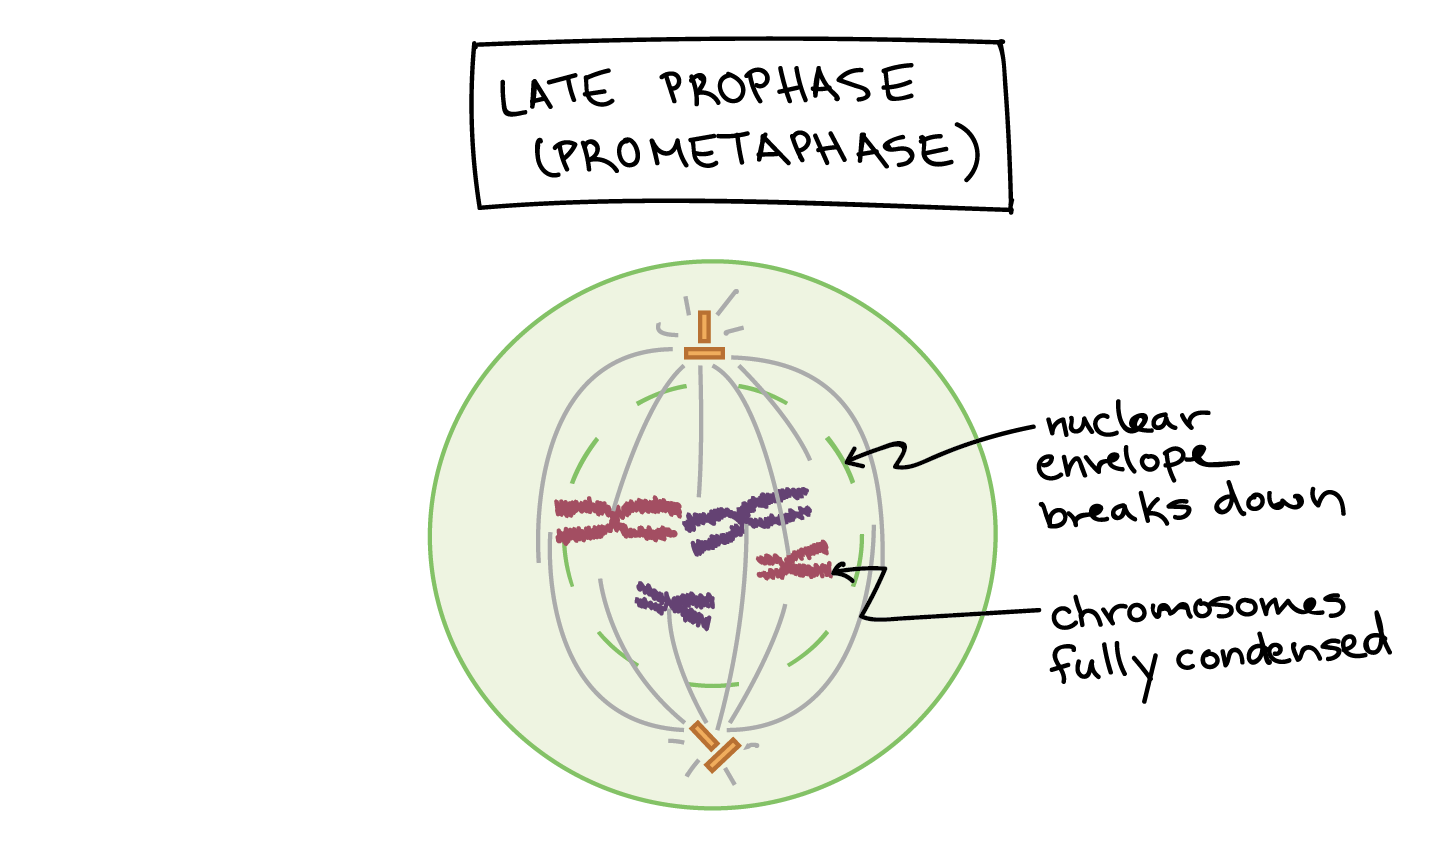 LATE PROPHASE
(PROMETAPHASE)
nuclear
envelope
breaks down
chromosomes
fully condensed